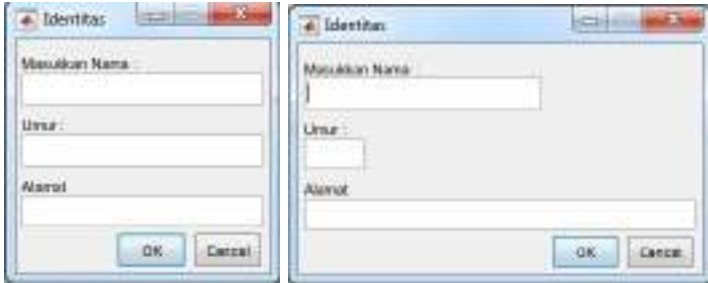 Identitas
Masukkan Nama :
Umur :
Alamat
OK Cancel
Identitas
Masukkan Nama :
Umur :
Alamat
OK Cancel